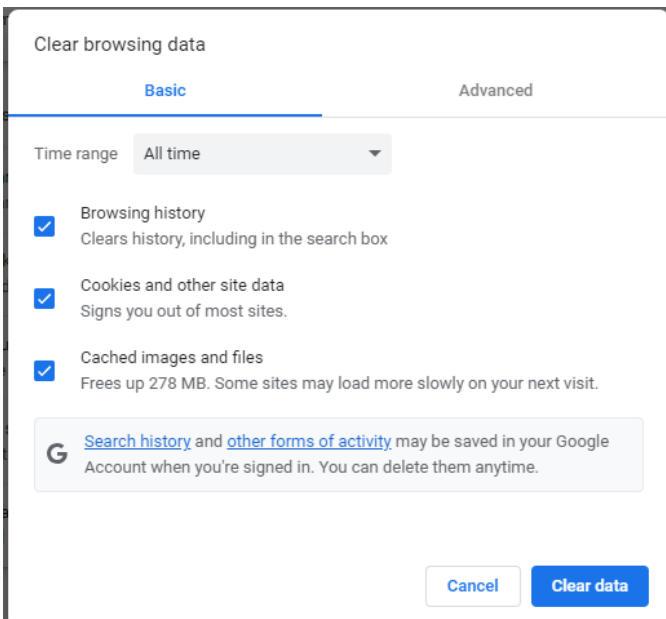 Clear browsing data
Basic
Advanced
Time range
All time
Browsing history
Clears history, including in the search box
Cookies and other site data
Signs you out of most sites.
Cached images and files
Frees up 278 MB. Some sites may load more slowly on your next visit.
Search history and other forms of activity may be saved in your Google
Account when you're signed in. You can delete them anytime.
Cancel
Clear data